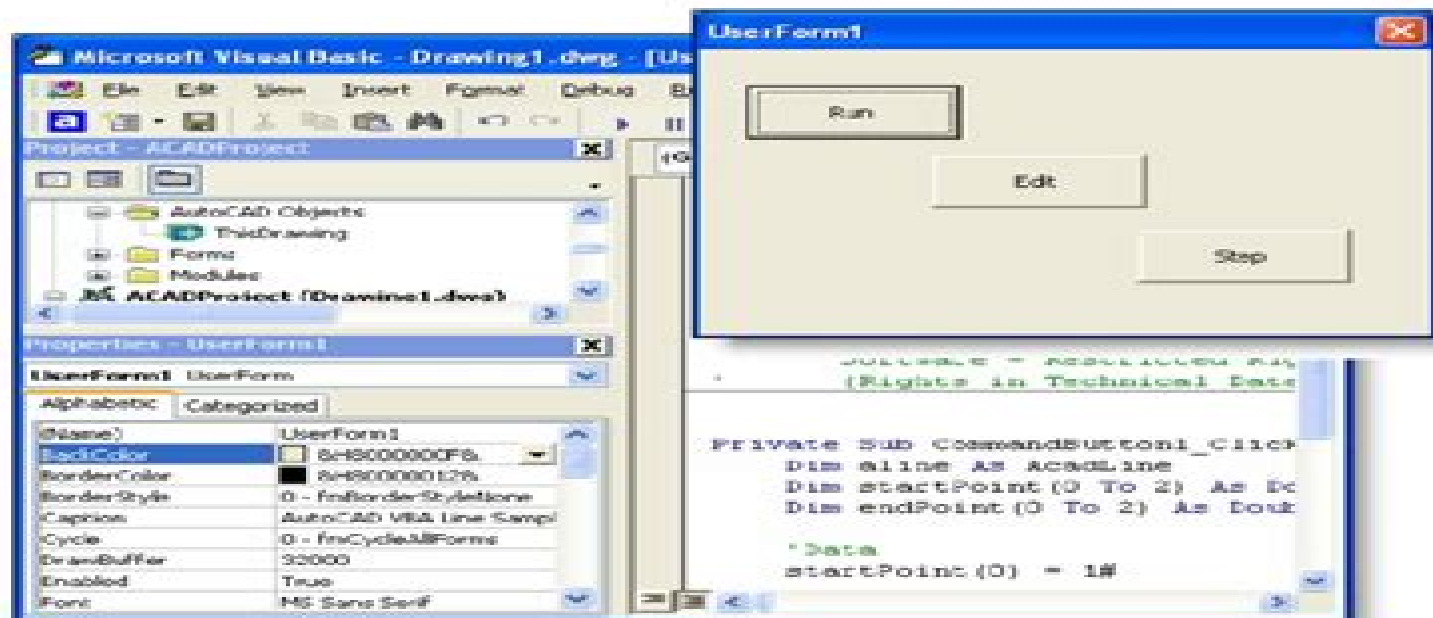 UserForm1
Run
Edit
Stop
Microsoft Visual Basic - Drawing1.dwg - [Us
File Edit View Insert Format Debug
Project - ACADProject
AutoCAD Objects
ThisDrawing
Forms
Modules
ACADProject (Drawing1.dwg)
Properties - UserForm1
UserForm1 UserForm
Alphabetic Categorized
(Name) UserForm1
BackColor &H8000000F&
BorderColor &H80000012&
BorderStyle 0 - fmBorderStyleNone
Caption AutoCAD VBA Line Sampl
Cycle 0 - fmCycleAllForms
DrawBuffer 32000
Enabled True
Font MS Sans Serif
(G
Software - Restricted Rig
' (Rights in Technical Data
Private Sub CommandButton1_Click
Dim aline As AcadLine
Dim startPoint(0 To 2) As Do
Dim endPoint(0 To 2) As Doub
'Data
startPoint(0) = 1#